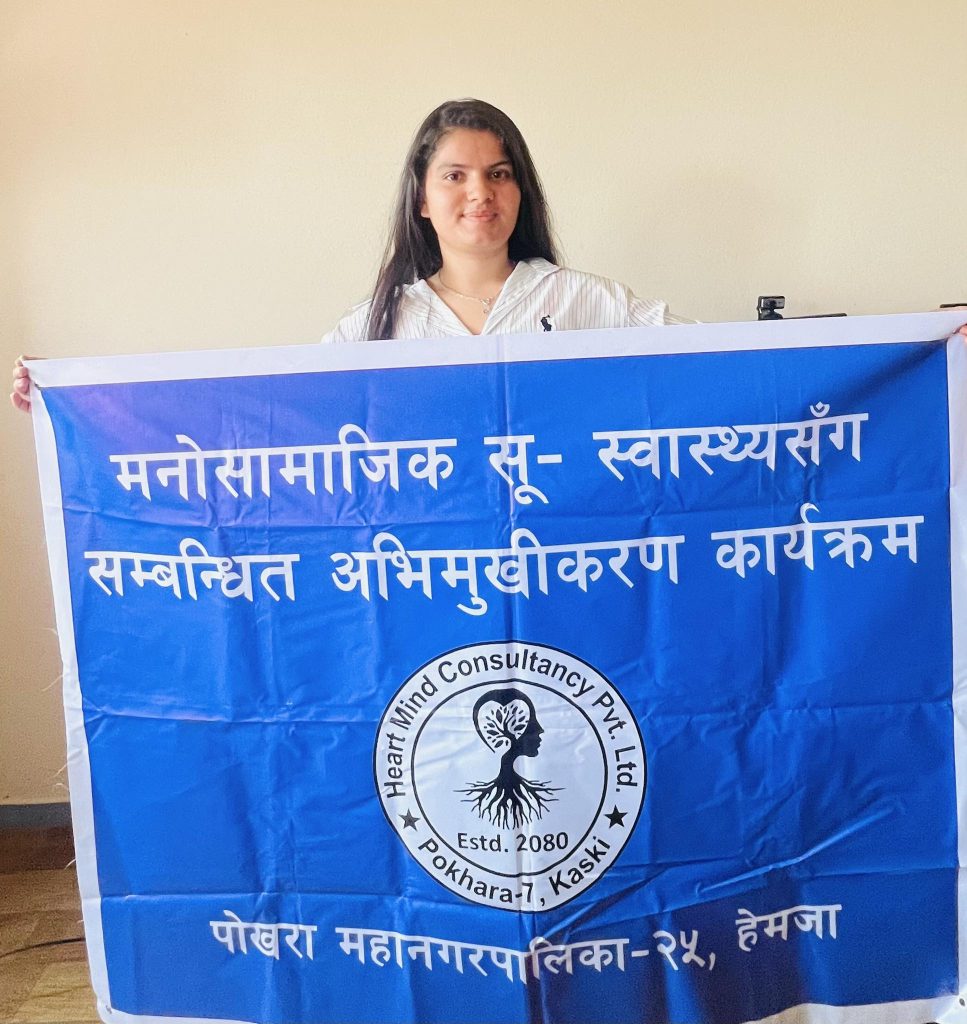 मनोसामाजिक सू- स्वास्थ्यसँग
सम्बन्धित अभिमुखीकरण कार्यक्रम
Heart Mind Consultancy Pvt. Ltd.
Estd. 2080
★ Pokhara-7, Kaski ★
पोखरा महानगरपालिका-२५, हेमजा